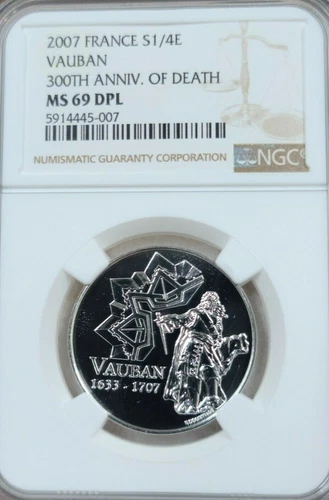 2007 FRANCE S1/4E
VAUBAN
300TH ANNIV. OF DEATH
MS 69 DPL
5914445-007
NUMISMATIC GUARANTY CORPORATION
NGC
VAUBAN
1633 - 1707